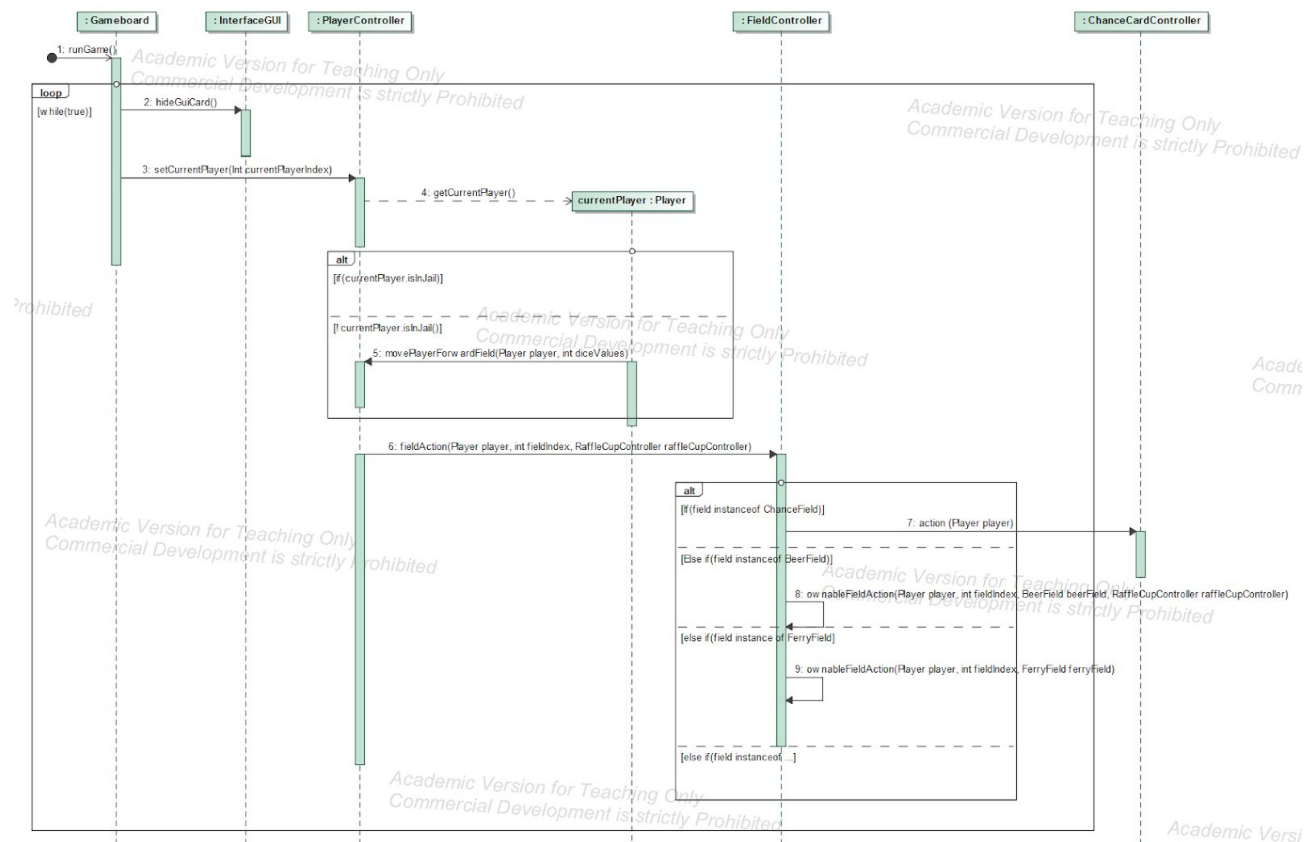 : Gameboard
: InterfaceGUI
: PlayerController
: FieldController
: ChanceCardController
1: runGame()
Academic Version for Teaching Only
Commercial Development is strictly Prohibited
loop
[while(true)]
2: hideGuiCard()
Academic Version for Teaching Only
Commercial Development is strictly Prohibited
3: setCurrentPlayer(Int currentPlayerIndex)
4: getCurrentPlayer()
currentPlayer : Player
alt
[if(currentPlayer.isInJail)]
Prohibited
[! currentPlayer.isInJail()]
Academic Version for Teaching Only
Commercial Development is strictly Prohibited
5: movePlayerForwardField(Player player, int diceValues)
Acade
Comm
6: fieldAction(Player player, int fieldIndex, RaffleCupController raffleCupController)
alt
[If(field instanceof ChanceField)]
7: action (Player player)
Academic Version for Teaching Only
Commercial Development is strictly Prohibited
[Else if(field instanceof BeerField)]
Academic Version for Teaching Only
Commercial Development is strictly Prohibited
8: ownableFieldAction(Player player, int fieldIndex, BeerField beerField, RaffleCupController raffleCupController)
[else if(field instance of FerryField]
9: ownableFieldAction(Player player, int fieldIndex, FerryField ferryField)
[else if(field instanceof ...]
Academic Version for Teaching Only
Commercial Development is strictly Prohibited
Academic Versi